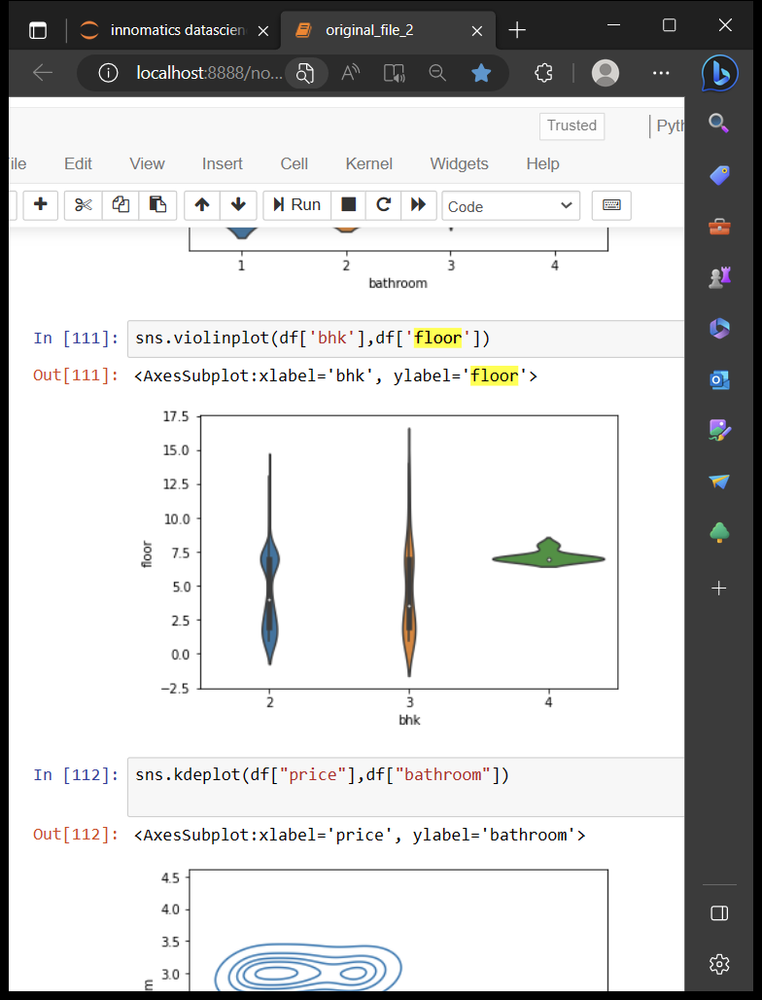 innomatics datascien
original_file_2
localhost:8888/no...
Trusted
Pyth
ile Edit View Insert Cell Kernel Widgets Help
Run
Code
1 2 3 4
bathroom
In [111]: sns.violinplot(df['bhk'],df['floor'])
Out[111]: <AxesSubplot:xlabel='bhk', ylabel='floor'>
17.5
15.0
12.5
10.0
7.5
5.0
2.5
0.0
−2.5
floor
2 3 4
bhk
In [112]: sns.kdeplot(df["price"],df["bathroom"])
Out[112]: <AxesSubplot:xlabel='price', ylabel='bathroom'>
4.5
4.0
3.5
3.0
m